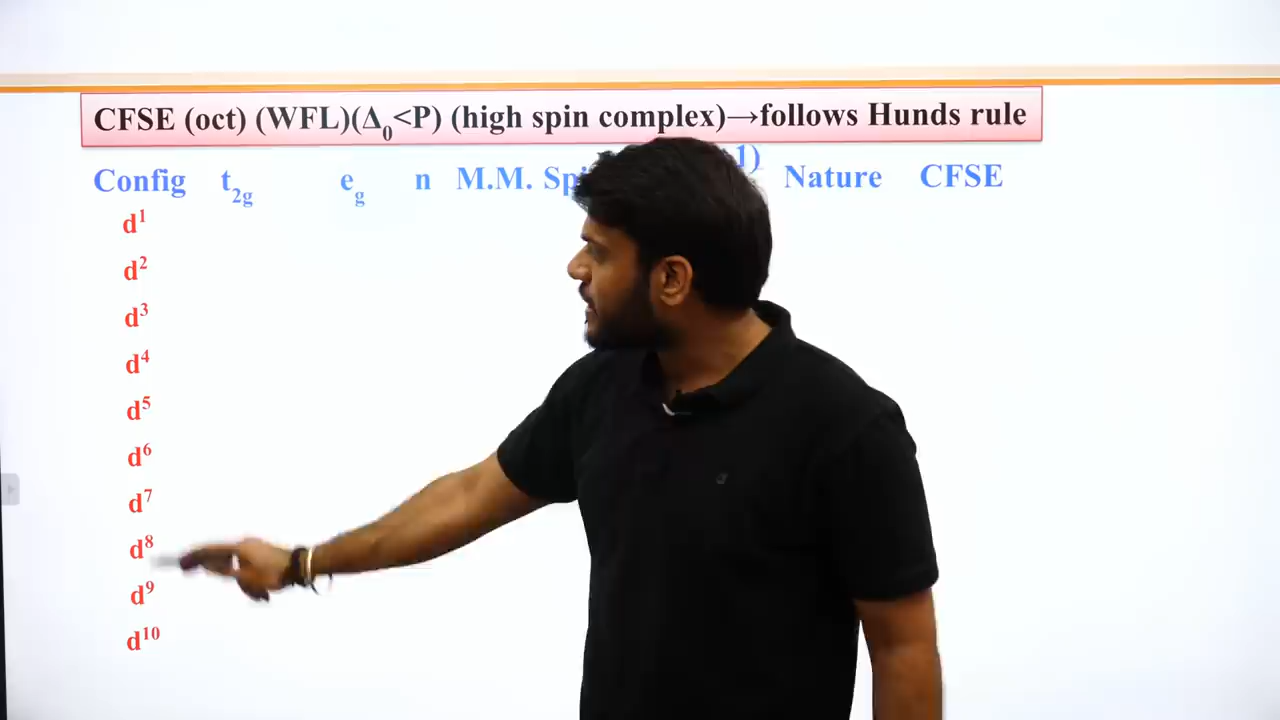 CFSE (oct) (WFL)(Δ₀<P) (high spin complex)→follows Hunds rule
Config t₂g eg n M.M. +1) Nature CFSE
d¹
d²
d³
d⁴
d⁵
d⁶
d⁷
d⁸
d⁹
d¹⁰